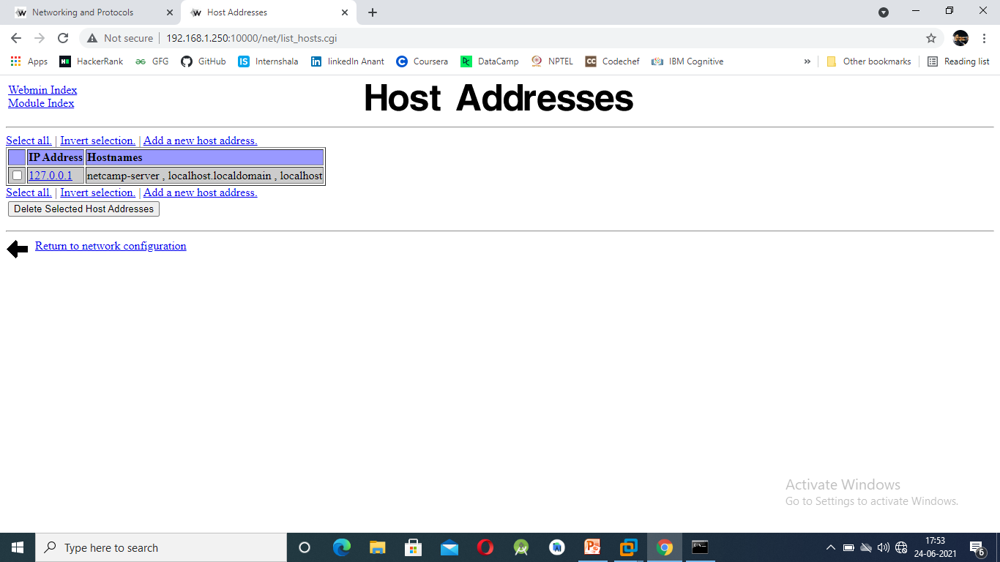 Networking and Protocols
Host Addresses
Not secure 192.168.1.250:10000/net/list_hosts.cgi
Apps HackerRank GFG GitHub Internshala linkedIn Anant Coursera DataCamp NPTEL Codechef IBM Cognitive » Other bookmarks Reading list
Webmin Index
Module Index
Host Addresses
Select all. | Invert selection. | Add a new host address.
IP Address Hostnames
127.0.0.1 netcamp-server , localhost.localdomain , localhost
Select all. | Invert selection. | Add a new host address.
Delete Selected Host Addresses
Return to network configuration
Activate Windows
Go to Settings to activate Windows.
Type here to search
17:53
24-06-2021
6